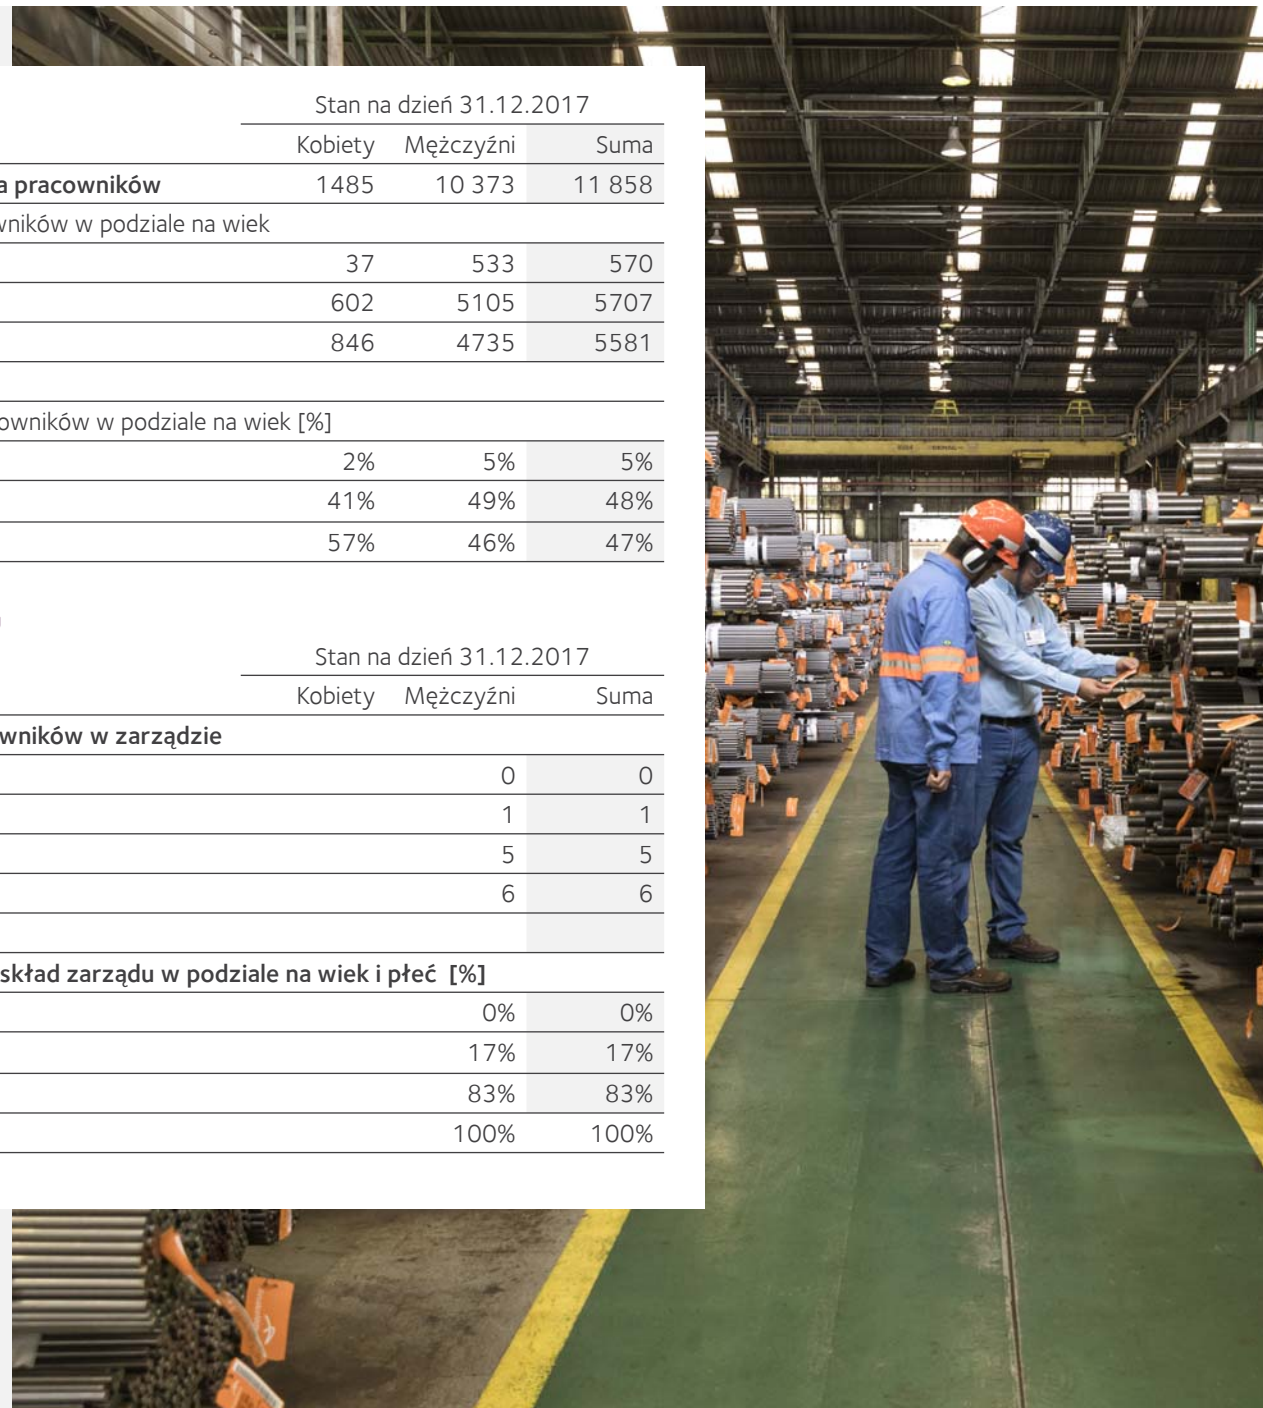 Stan na dzień 31.12.2017
Kobiety Mężczyźni Suma
a pracowników 1485 10 373 11 858
wników w podziale na wiek
37 533 570
602 5105 5707
846 4735 5581
owników w podziale na wiek [%]
2% 5% 5%
41% 49% 48%
57% 46% 47%
Stan na dzień 31.12.2017
Kobiety Mężczyźni Suma
wników w zarządzie
0 0
1 1
5 5
6 6
skład zarządu w podziale na wiek i płeć [%]
0% 0%
17% 17%
83% 83%
100% 100%